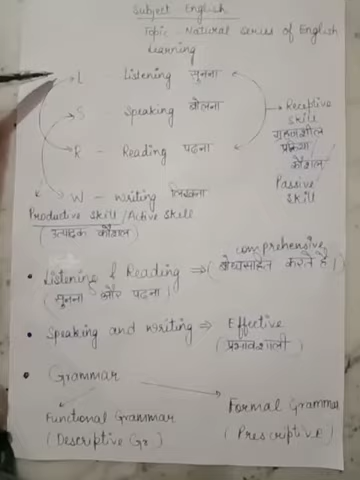 Subject English
Topic - Natural Series of English
Learning
L - Listening सुनना
S - Speaking बोलना
R - Reading पढ़ना
W - Writing लिखना
Receptive
Skill
ग्रहणशील
कौशल
Passive
Skill
Productive Skill / Active Skill
(उत्पादक कौशल)
• Listening & Reading ⇒ comprehensive
(सुनना और पढ़ना) करते है)
• Speaking and Writing ⇒ Effective
(प्रभावशाली)
• Grammar
Functional Grammar
(Descriptive Gr)
Formal Grammar
(Prescriptive)